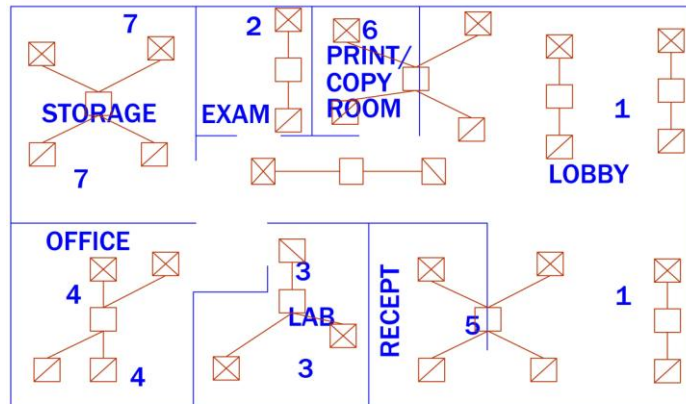 7
2
6
PRINT/
COPY
ROOM
STORAGE
EXAM
1
7
LOBBY
OFFICE
3
4
RECEPT
1
LAB
5
3
4